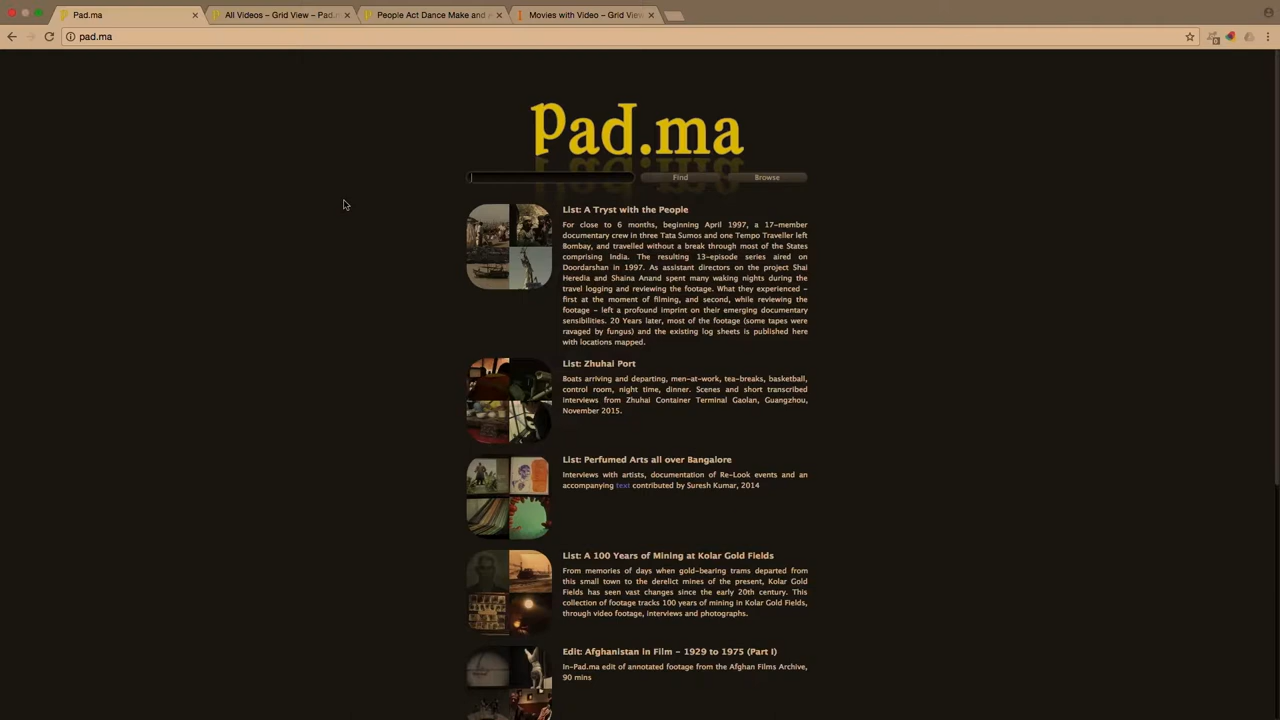 Pad.ma
All Videos – Grid View – Pad.
People Act Dance Make and
Movies with Video – Grid View
pad.ma
Pad.ma
Find
Browse
List: A Tryst with the People
For close to 6 months, beginning April 1997, a 17-member
documentary crew in three Tata Sumos and one Tempo Traveller left
Bombay, and travelled without a break through most of the States
comprising India. The resulting 13-episode series aired on
Doordarshan in 1997. As assistant directors on the project Shai
Heredia and Shaina Anand spent many waking nights during the
travel logging and reviewing the footage. What they experienced –
first at the moment of filming, and second, while reviewing the
footage – left a profound imprint on their emerging documentary
sensibilities. 20 Years later, most of the footage (some tapes were
ravaged by fungus) and the existing log sheets is published here
with locations mapped.
List: Zhuhai Port
Boats arriving and departing, men-at-work, tea-breaks, basketball,
control room, night time, dinner. Scenes and short transcribed
interviews from Zhuhai Container Terminal Gaolan, Guangzhou,
November 2015.
List: Perfumed Arts all over Bangalore
Interviews with artists, documentation of Re-Look events and an
accompanying text contributed by Suresh Kumar, 2014
List: A 100 Years of Mining at Kolar Gold Fields
From memories of days when gold-bearing trams departed from
this small town to the derelict mines of the present, Kolar Gold
Fields has seen vast changes since the early 20th century. This
collection of footage tracks 100 years of mining in Kolar Gold Fields,
through video footage, interviews and photographs.
Edit: Afghanistan in Film – 1929 to 1975 (Part I)
In-Pad.ma edit of annotated footage from the Afghan Films Archive,
90 mins